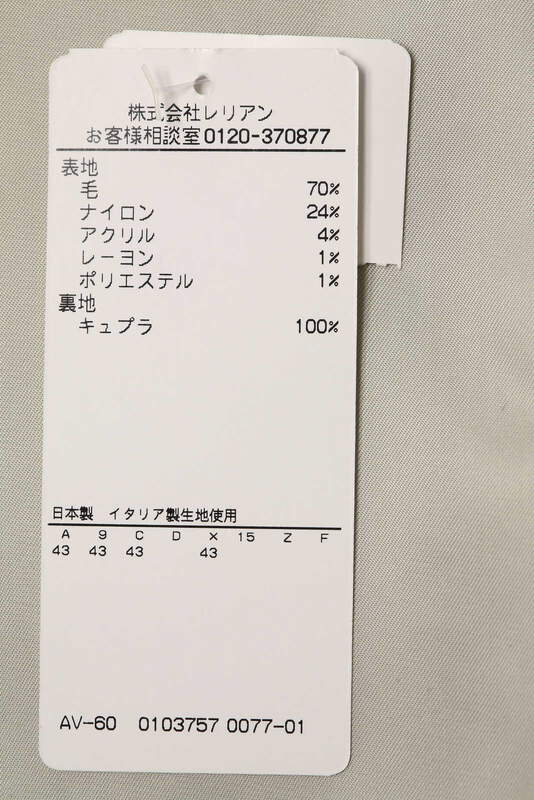 株式会社レリアン
お客様相談室0120-370877
表地
毛 70%
ナイロン 24%
アクリル 4%
レーヨン 1%
ポリエステル 1%
裏地
キュプラ 100%
日本製 イタリア製生地使用
A 9 C D X 15 Z F
43 43 43 43
AV-60 0103757 0077-01